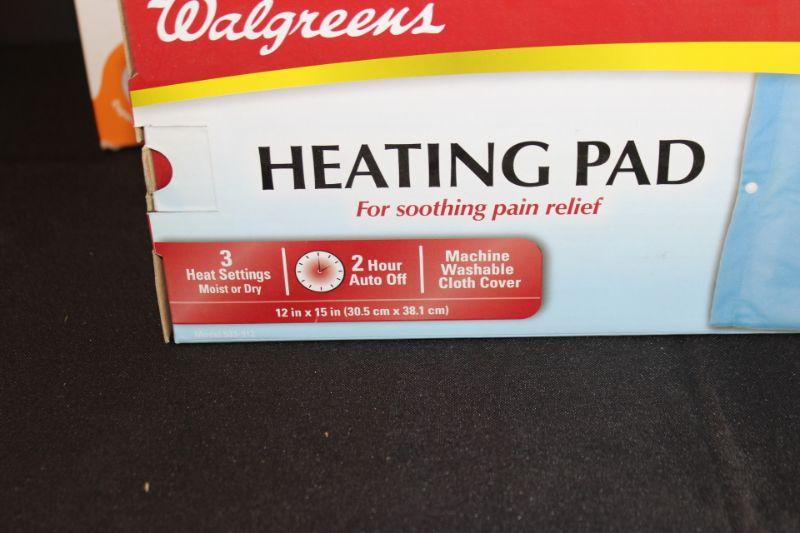 Walgreens
HEATING PAD
For soothing pain relief
3
Heat Settings
Moist or Dry
2 Hour
Auto Off
Machine
Washable
Cloth Cover
12 in x 15 in (30.5 cm x 38.1 cm)